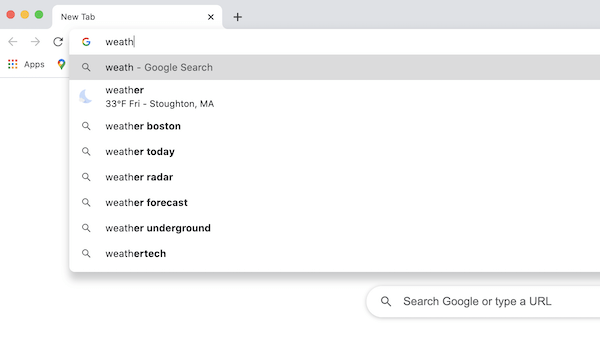 New Tab
weath
Apps
weath - Google Search
weather
33°F Fri - Stoughton, MA
weather boston
weather today
weather radar
weather forecast
weather underground
weathertech
Search Google or type a URL